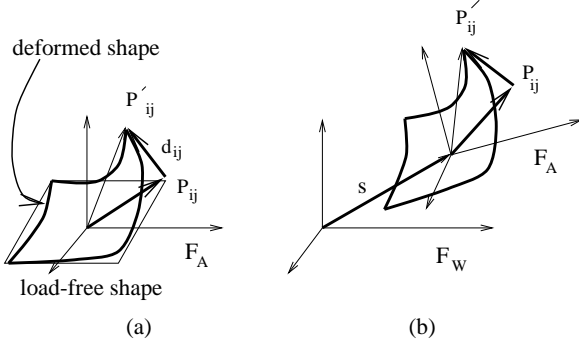 deformed shape
P´ij
dij
Pij
FA
load-free shape
(a)
P´ij
Pij
s
FA
FW
(b)